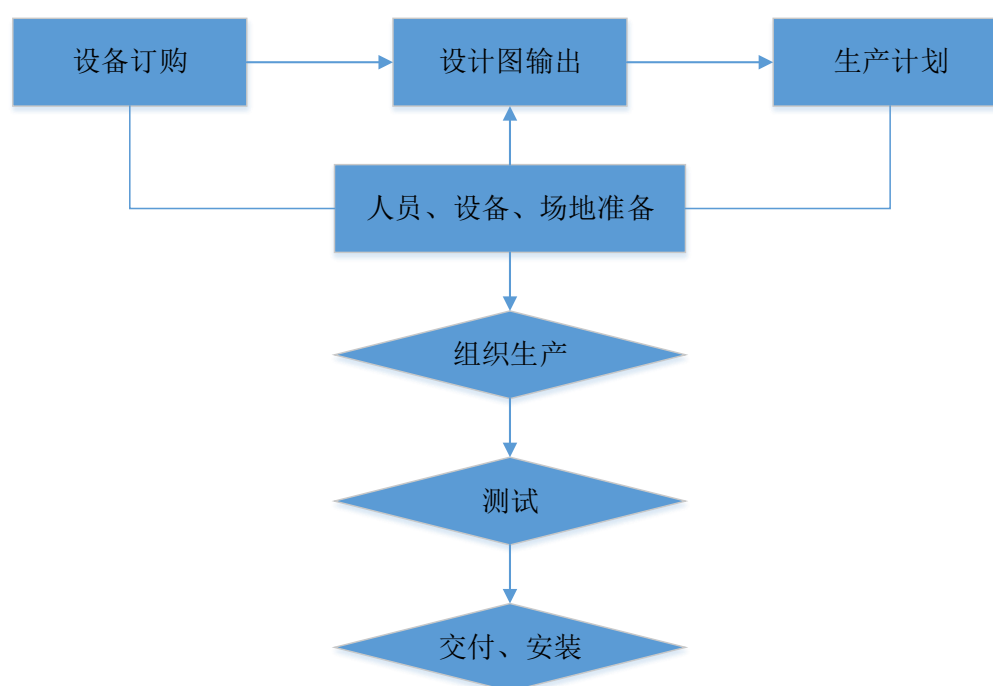 设备订购
设计图输出
生产计划
人员、设备、场地准备
组织生产
测试
交付、安装